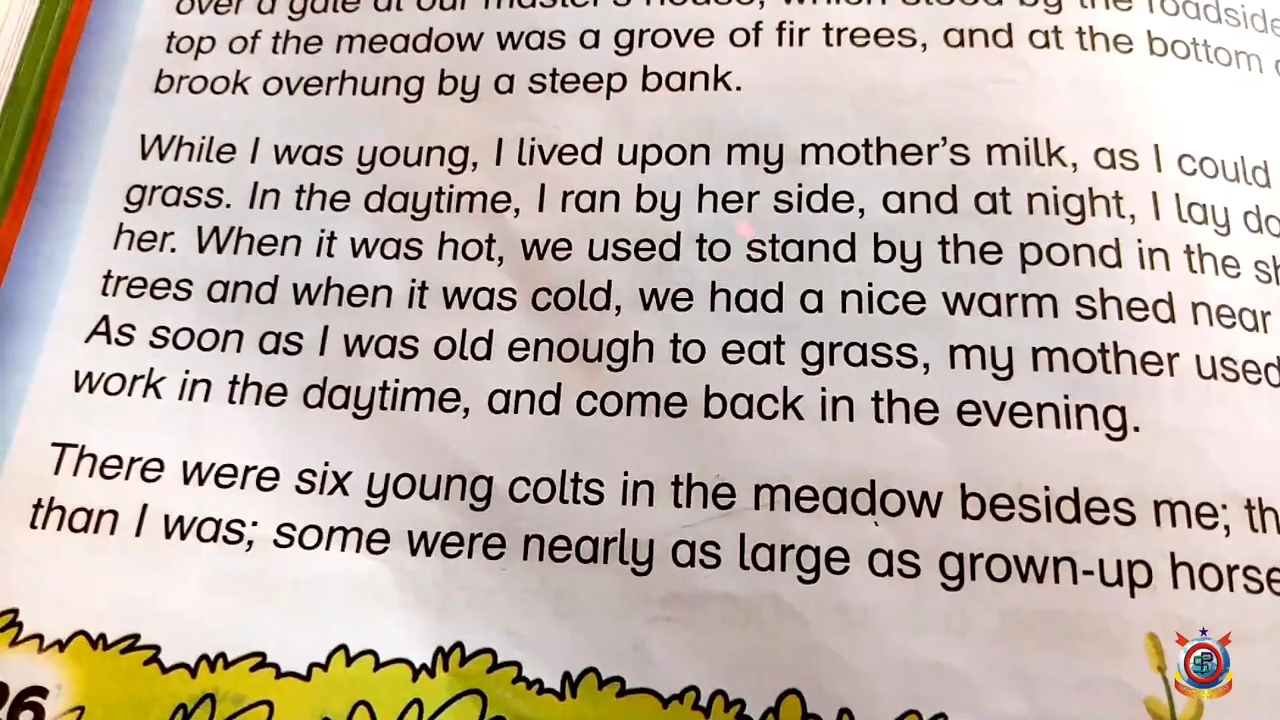 over a gate at our master's house, which stood by the roadside
top of the meadow was a grove of fir trees, and at the bottom
brook overhung by a steep bank.
While I was young, I lived upon my mother's milk, as I could
grass. In the daytime, I ran by her side, and at night, I lay
her. When it was hot, we used to stand by the pond in the
trees and when it was cold, we had a nice warm shed near
As soon as I was old enough to eat grass, my mother used
work in the daytime, and come back in the evening.
There were six young colts in the meadow besides me;
than I was; some were nearly as large as grown-up